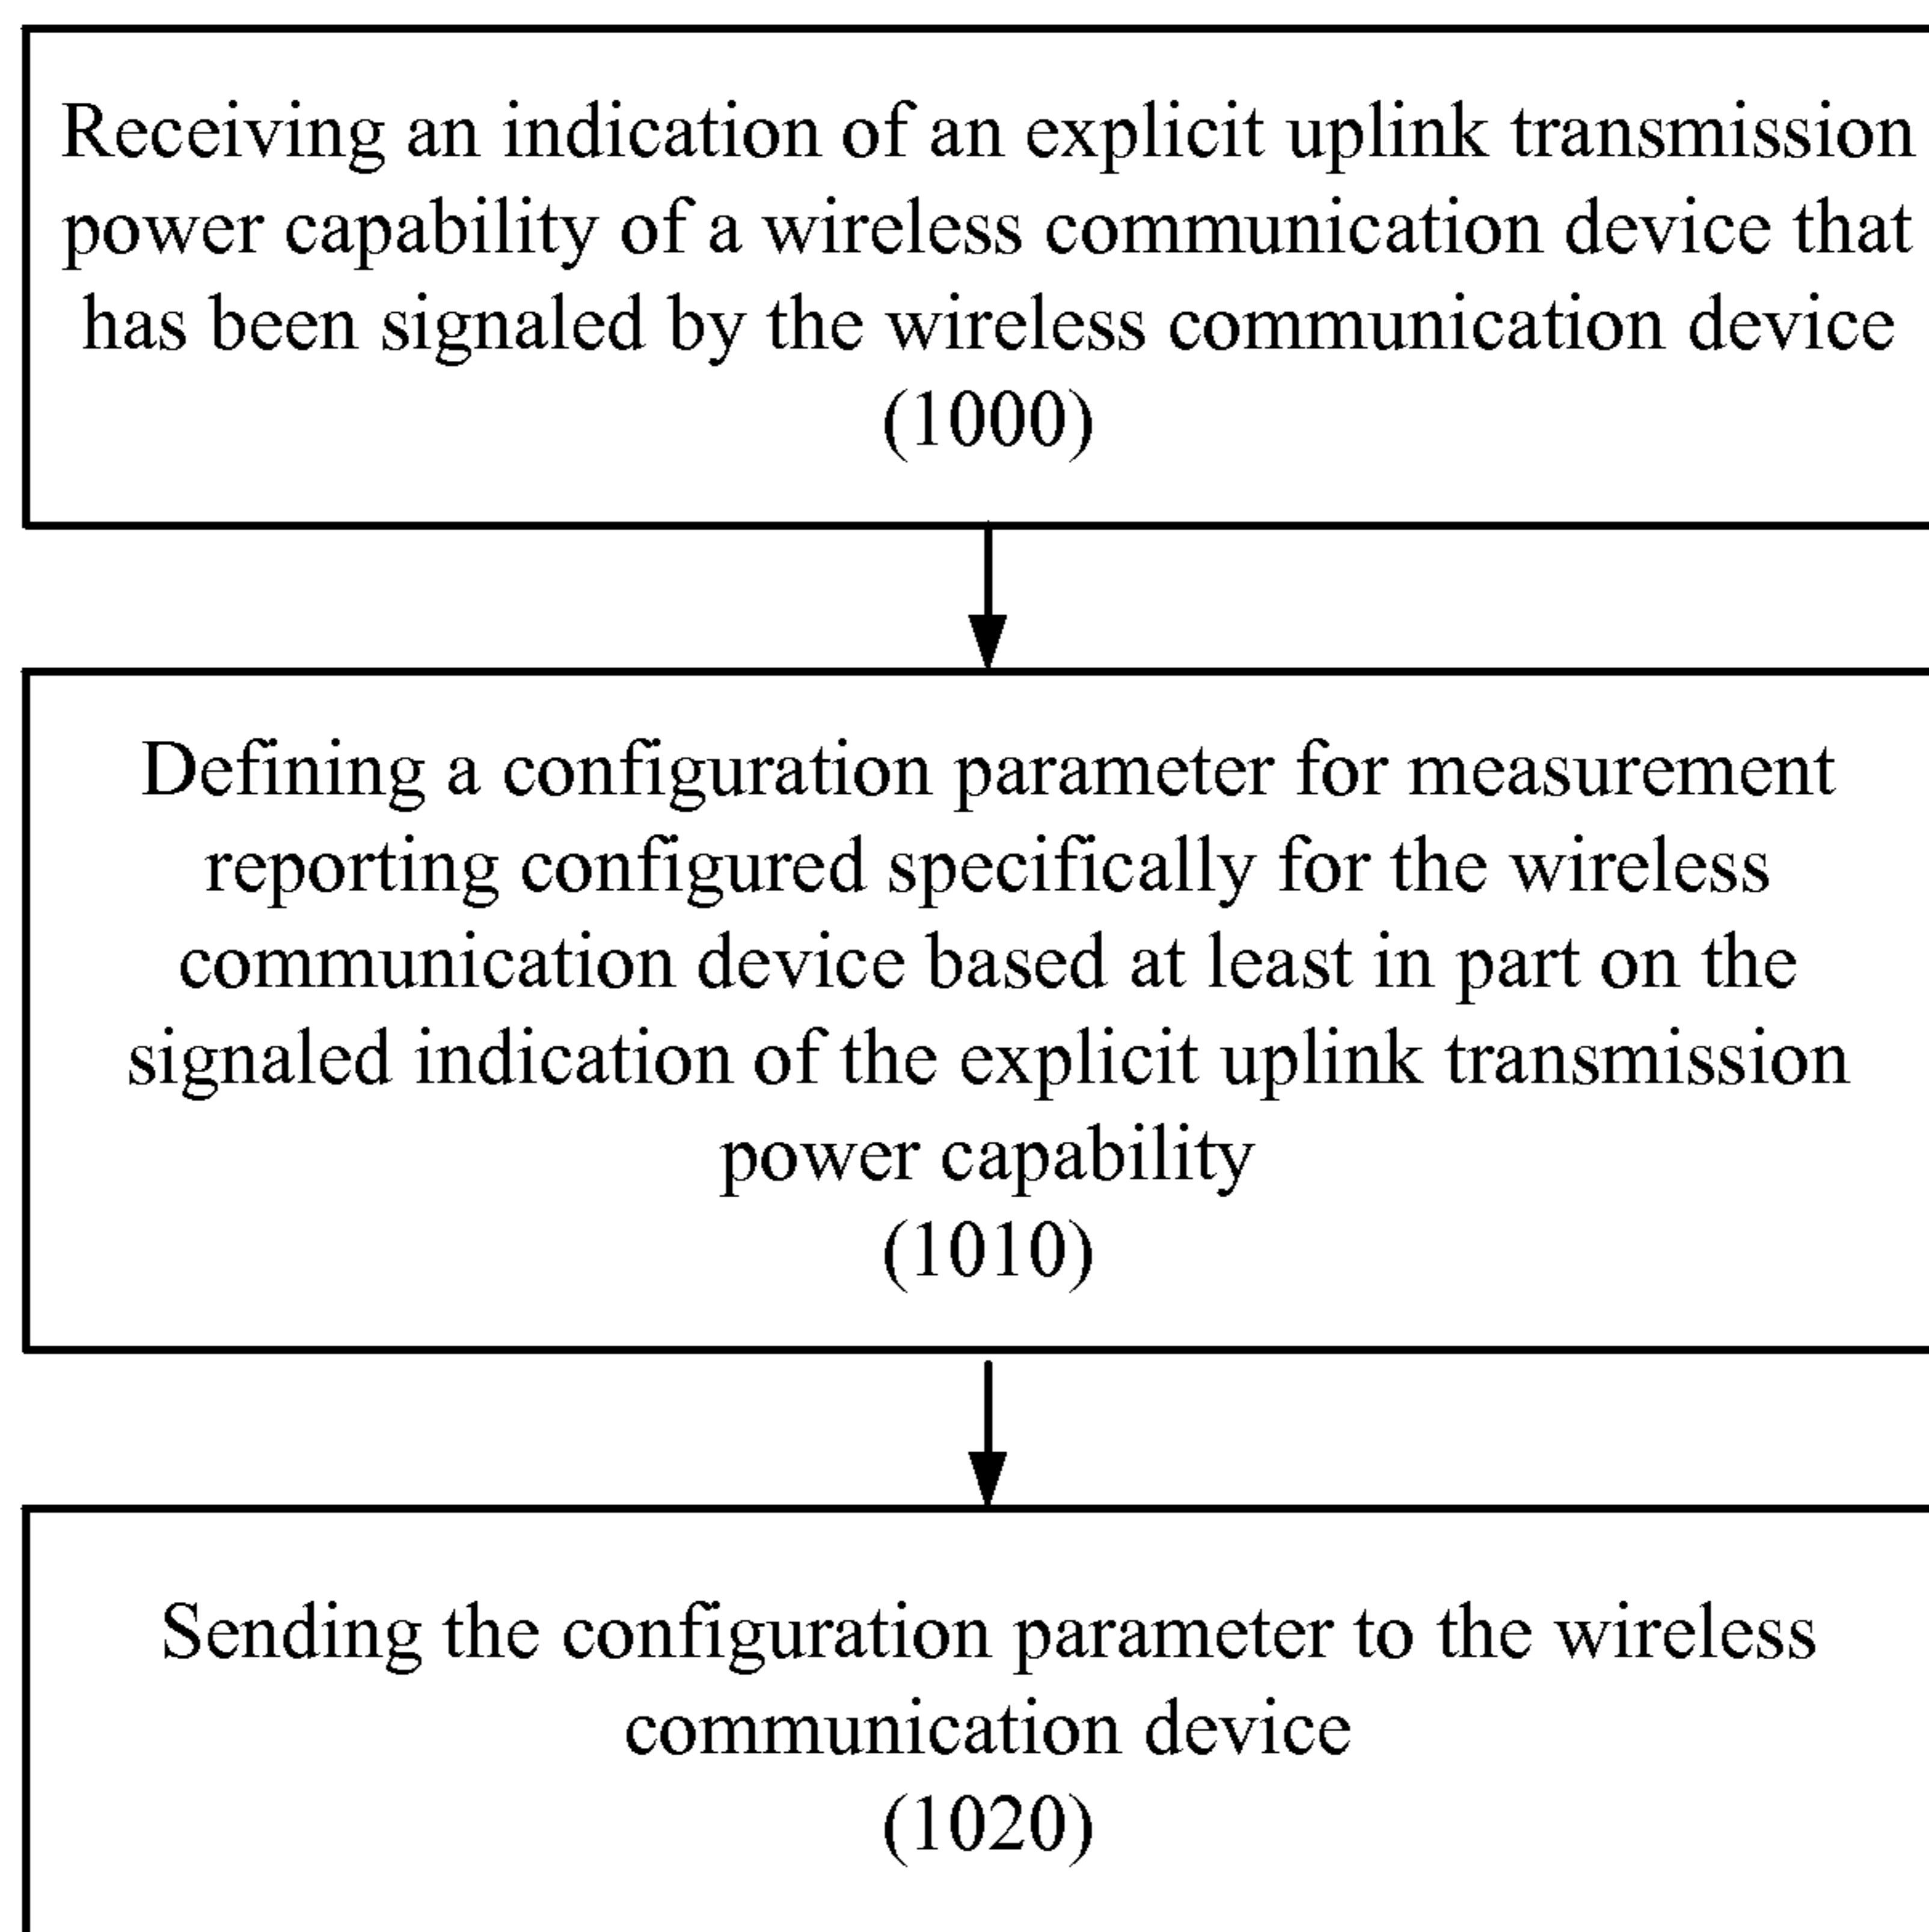 Receiving an indication of an explicit uplink transmission
power capability of a wireless communication device that
has been signaled by the wireless communication device
(1000)
Defining a configuration parameter for measurement
reporting configured specifically for the wireless
communication device based at least in part on the
signaled indication of the explicit uplink transmission
power capability
(1010)
Sending the configuration parameter to the wireless
communication device
(1020)